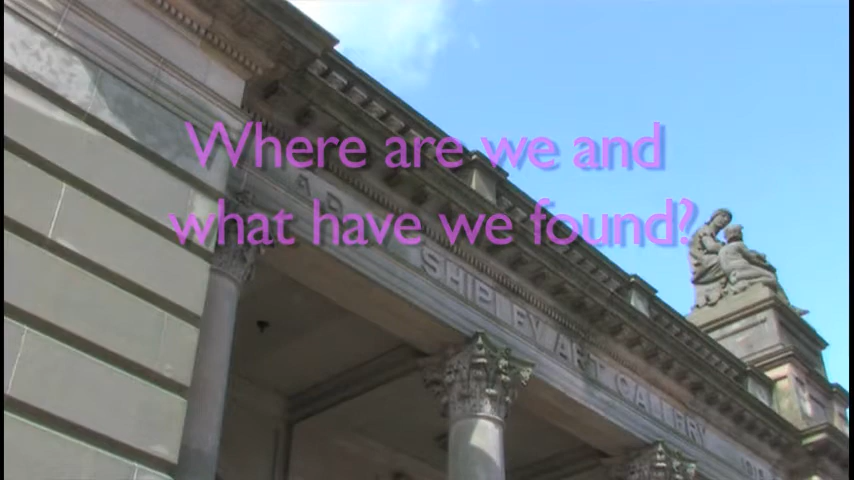 Where are we and
what have we found?
SHIPLEY ART GALLERY